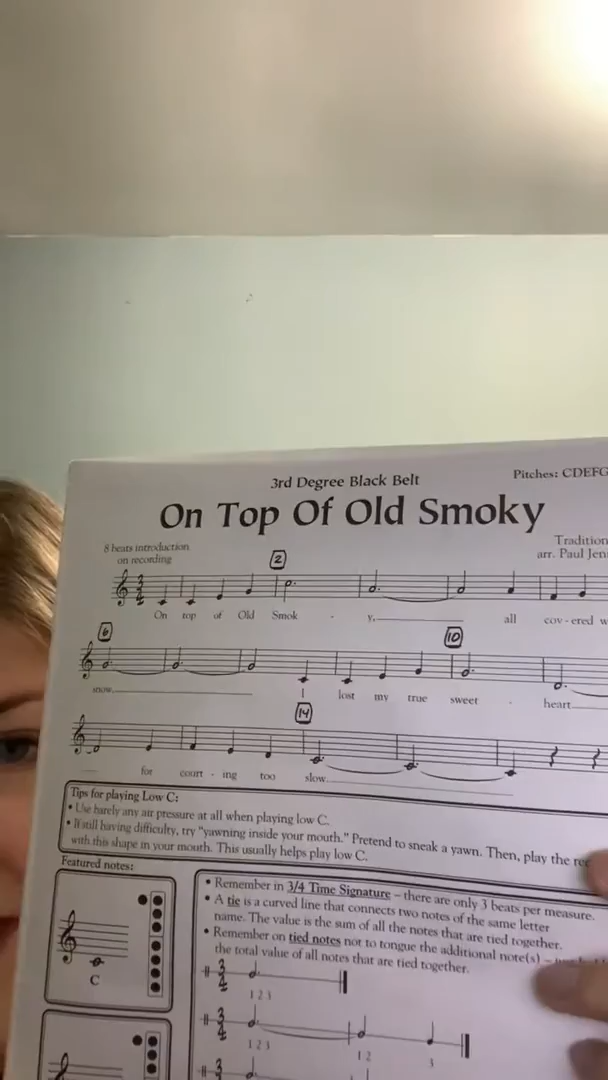 3rd Degree Black Belt
Pitches: CDEFG
On Top Of Old Smoky
8 beats introduction
on recording
Tradition
arr. Paul Jen
2
On top of Old Smok - y, all cov - ered w
6
10
snow, I lost my true sweet - heart
14
for court - ing too slow.
Tips for playing Low C:
• Use barely any air pressure at all when playing low C.
• If still having difficulty, try "yawning inside your mouth." Pretend to sneak a yawn. Then, play the rec
with this shape in your mouth. This usually helps play low C.
Featured notes:
C
• Remember in 3/4 Time Signature – there are only 3 beats per measure.
• A tie is a curved line that connects two notes of the same letter
name. The value is the sum of all the notes that are tied together.
• Remember on tied notes not to tongue the additional note(s) –
the total value of all notes that are tied together.
1 2 3
1 2 3 1 2 3